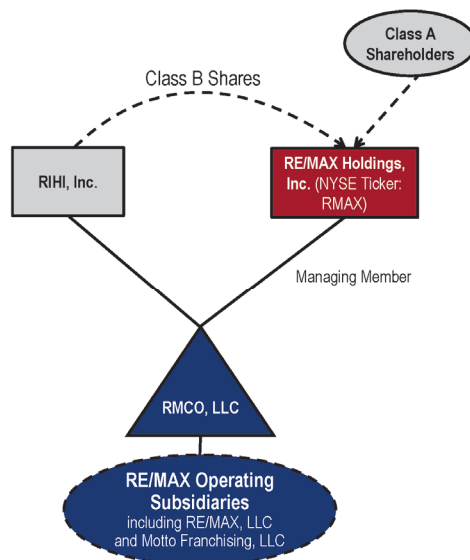 Class A
Shareholders
Class B Shares
RIHI, Inc.
RE/MAX Holdings,
Inc. (NYSE Ticker:
RMAX)
Managing Member
RMCO, LLC
RE/MAX Operating
Subsidiaries
including RE/MAX, LLC
and Motto Franchising, LLC